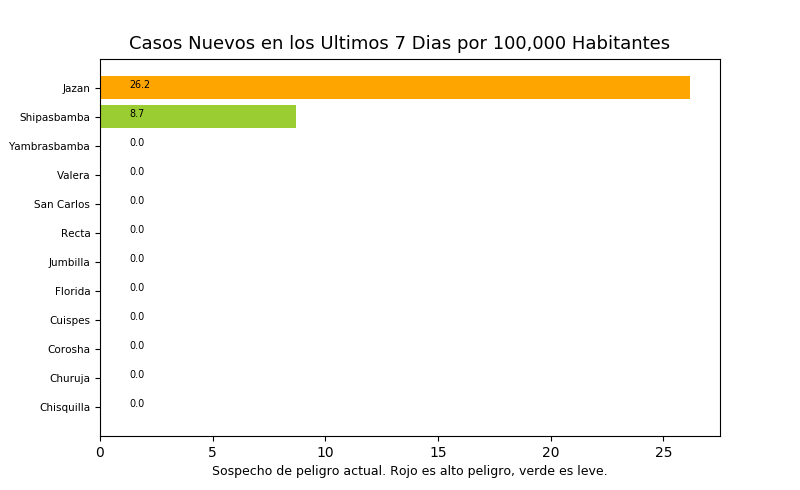 Casos Nuevos en los Ultimos 7 Dias por 100,000 Habitantes
Jazan 26.2
Shipasbamba 8.7
Yambrasbamba 0.0
Valera 0.0
San Carlos 0.0
Recta 0.0
Jumbilla 0.0
Florida 0.0
Cuispes 0.0
Corosha 0.0
Churuja 0.0
Chisquilla 0.0
0 5 10 15 20 25
Sospecho de peligro actual. Rojo es alto peligro, verde es leve.